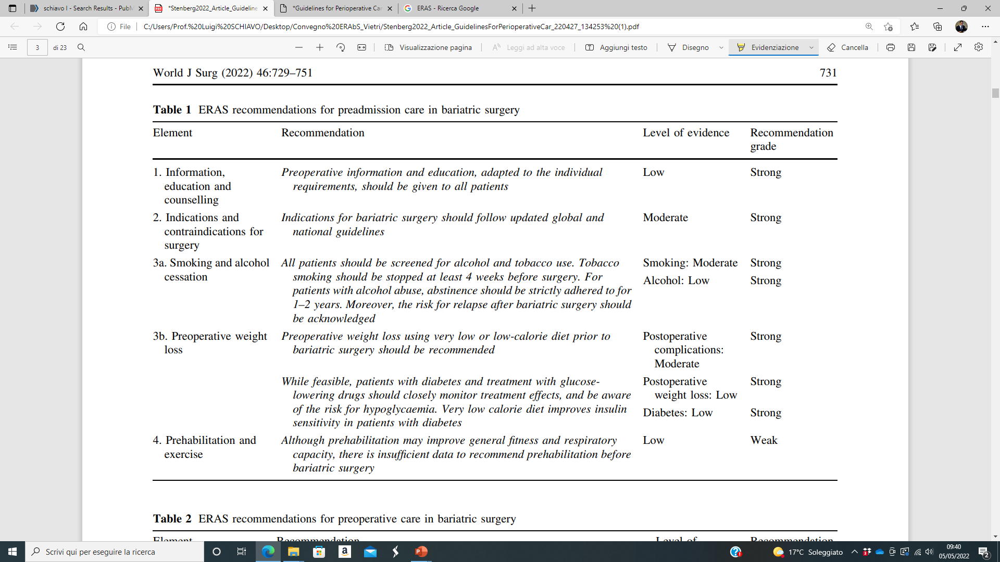 schiavo l - Search Results - PubM
*Stenberg2022_Article_Guideline
*Guidelines for Perioperative Car
ERAS - Ricerca Google
File
C:/Users/Prof.%20Luigi%20SCHIAVO/Desktop/Convegno%20ERAbS_Vietri/Stenberg2022_Article_GuidelinesForPerioperativeCar_220427_134253%20(1).pdf
3 di 23 Visualizzazione pagina Leggi ad alta voce Aggiungi testo Disegno Evidenziazione Cancella
World J Surg (2022) 46:729–751 731
Table 1 ERAS recommendations for preadmission care in bariatric surgery
Element Recommendation Level of evidence Recommendation
grade
1. Information, Preoperative information and education, adapted to the individual Low Strong
education and requirements, should be given to all patients
counselling
2. Indications and Indications for bariatric surgery should follow updated global and Moderate Strong
contraindications for national guidelines
surgery
3a. Smoking and alcohol All patients should be screened for alcohol and tobacco use. Tobacco Smoking: Moderate Strong
cessation smoking should be stopped at least 4 weeks before surgery. For
Alcohol: Low Strong
patients with alcohol abuse, abstinence should be strictly adhered to for
1–2 years. Moreover, the risk for relapse after bariatric surgery should
be acknowledged
3b. Preoperative weight Preoperative weight loss using very low or low-calorie diet prior to Postoperative Strong
loss bariatric surgery should be recommended complications:
Moderate
While feasible, patients with diabetes and treatment with glucose- Postoperative Strong
lowering drugs should closely monitor treatment effects, and be aware weight loss: Low
of the risk for hypoglycaemia. Very low calorie diet improves insulin Diabetes: Low Strong
sensitivity in patients with diabetes
4. Prehabilitation and Although prehabilitation may improve general fitness and respiratory Low Weak
exercise capacity, there is insufficient data to recommend prehabilitation before
bariatric surgery
Table 2 ERAS recommendations for preoperative care in bariatric surgery
Element Recommendation Level of Recommendation
Scrivi qui per eseguire la ricerca
17°C Soleggiato
09:40
05/05/2022
2